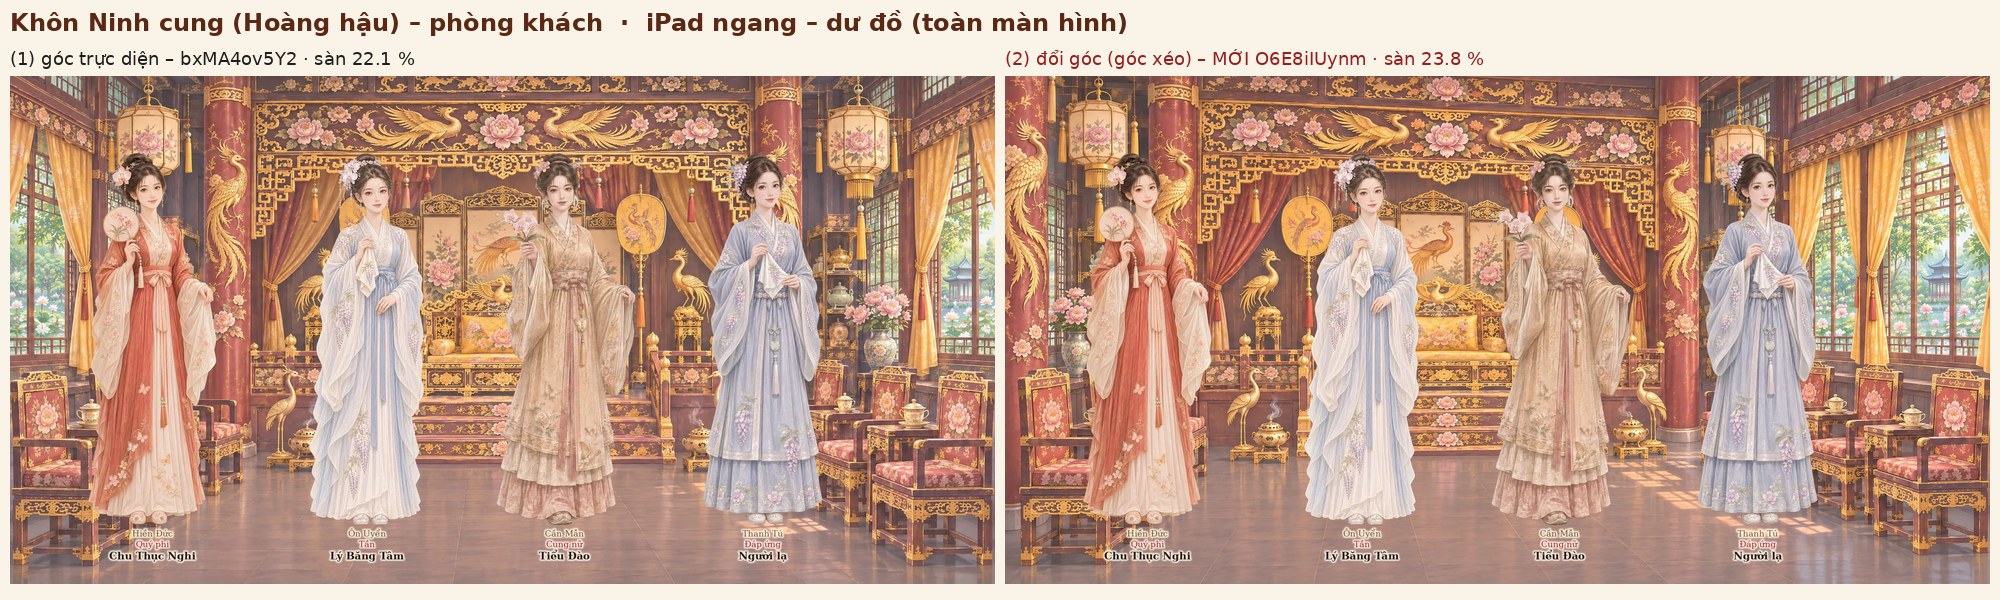 Khôn Ninh cung (Hoàng hậu) – phòng khách · iPad ngang – dư đồ (toàn màn hình)
(1) góc trực diện – bxMA4ov5Y2 · sàn 22.1 %
(2) đổi góc (góc xéo) – MỚI O6E8iIUynm · sàn 23.8 %
Hiền Đức
Quý phi
Chu Thục Nghi
Ôn Uyển
Tần
Lý Băng Tâm
Cần Mẫn
Cung nữ
Tiểu Đào
Thanh Tú
Đáp ứng
Người lạ
Hiền Đức
Quý phi
Chu Thục Nghi
Ôn Uyển
Tần
Lý Băng Tâm
Cần Mẫn
Cung nữ
Tiểu Đào
Thanh Tú
Đáp ứng
Người lạ